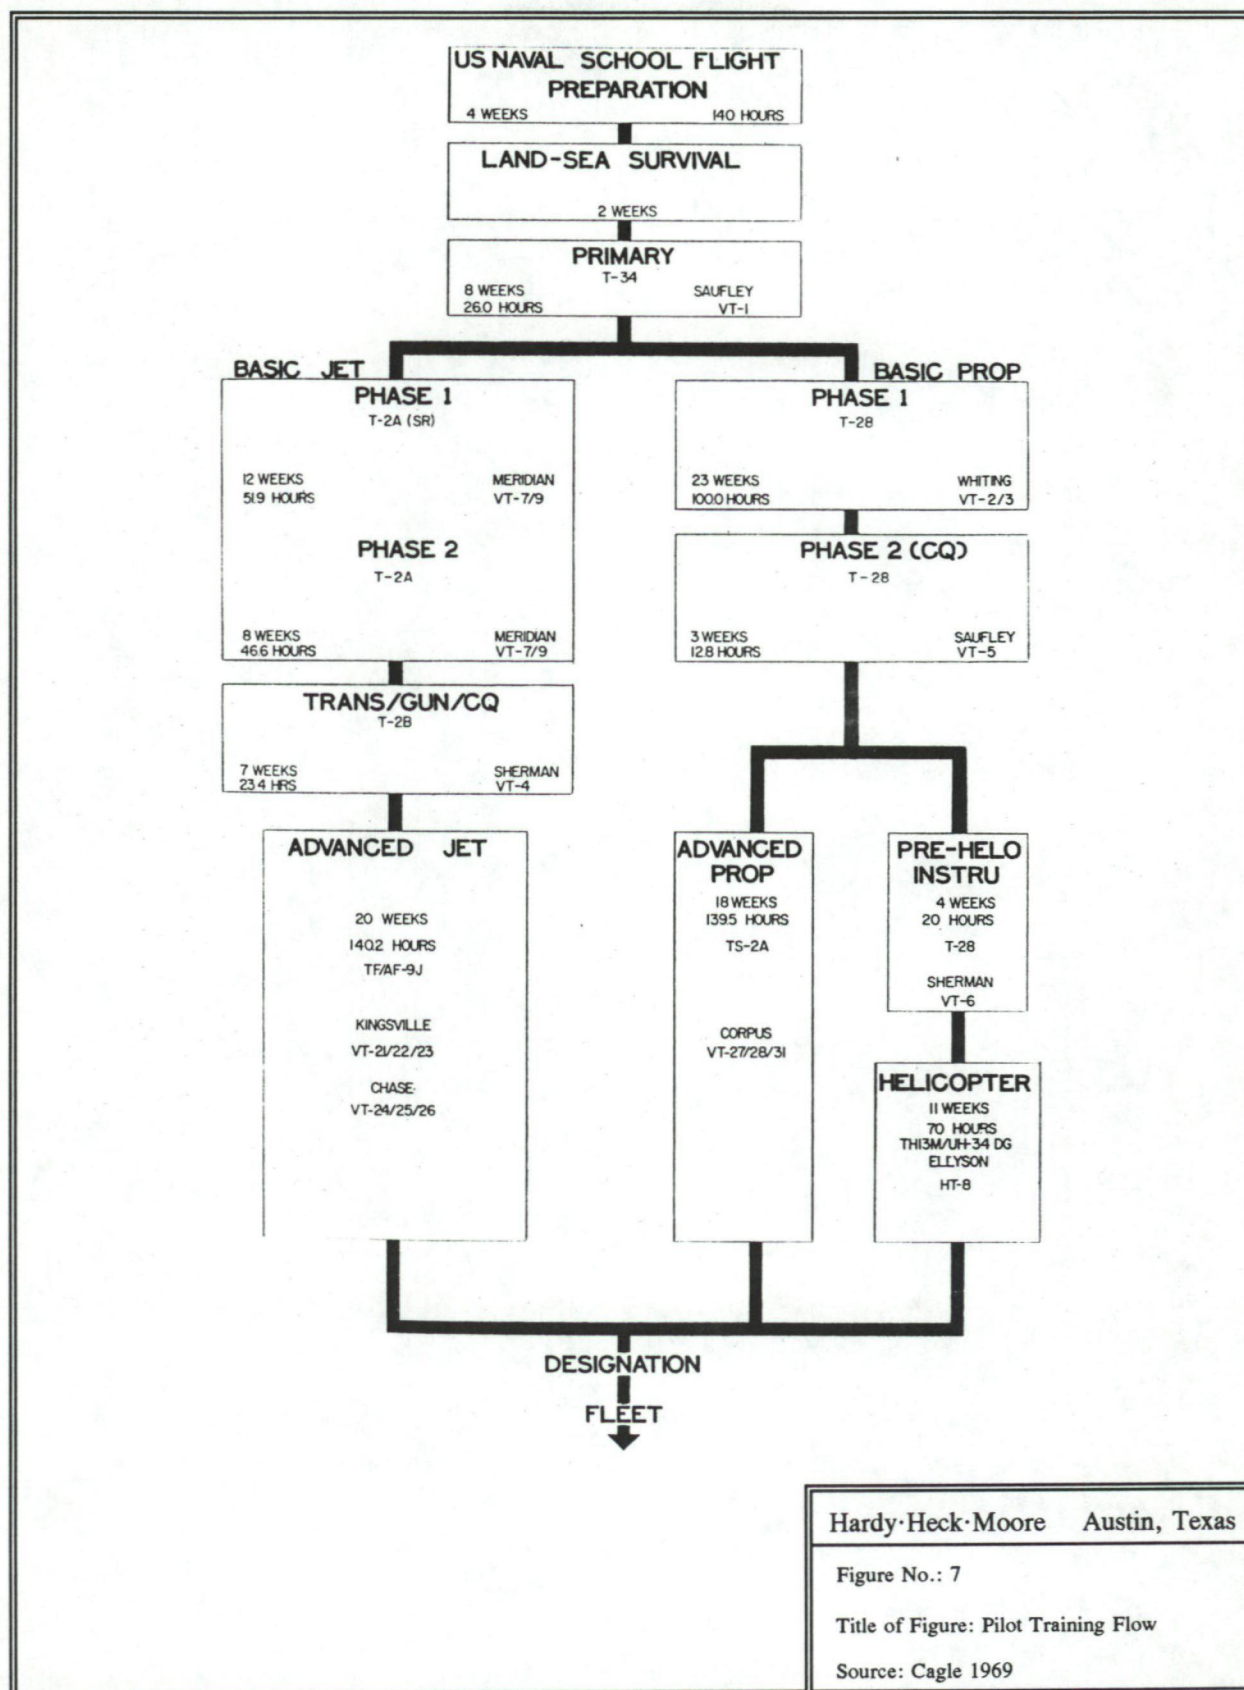 US NAVAL SCHOOL FLIGHT
PREPARATION
4 WEEKS 140 HOURS
LAND-SEA SURVIVAL
2 WEEKS
PRIMARY
T-34
8 WEEKS SAUFLEY
26.0 HOURS VT-1
BASIC JET
PHASE 1
T-2A (SR)
12 WEEKS MERIDIAN
51.9 HOURS VT-7/9
PHASE 2
T-2A
8 WEEKS MERIDIAN
46.6 HOURS VT-7/9
TRANS/GUN/CQ
T-2B
7 WEEKS SHERMAN
23.4 HRS VT-4
ADVANCED JET
20 WEEKS
140.2 HOURS
TF/AF-9J
KINGSVILLE
VT-21/22/23
CHASE
VT-24/25/26
BASIC PROP
PHASE 1
T-28
23 WEEKS WHITING
100.0 HOURS VT-2/3
PHASE 2 (CQ)
T-28
3 WEEKS SAUFLEY
12.8 HOURS VT-5
ADVANCED
PROP
18 WEEKS
139.5 HOURS
TS-2A
CORPUS
VT-27/28/31
PRE-HELO
INSTRU
4 WEEKS
20 HOURS
T-28
SHERMAN
VT-6
HELICOPTER
11 WEEKS
70 HOURS
TH13M/UH-34 DG
ELLYSON
HT-8
DESIGNATION
FLEET
Hardy·Heck·Moore Austin, Texas
Figure No.: 7
Title of Figure: Pilot Training Flow
Source: Cagle 1969